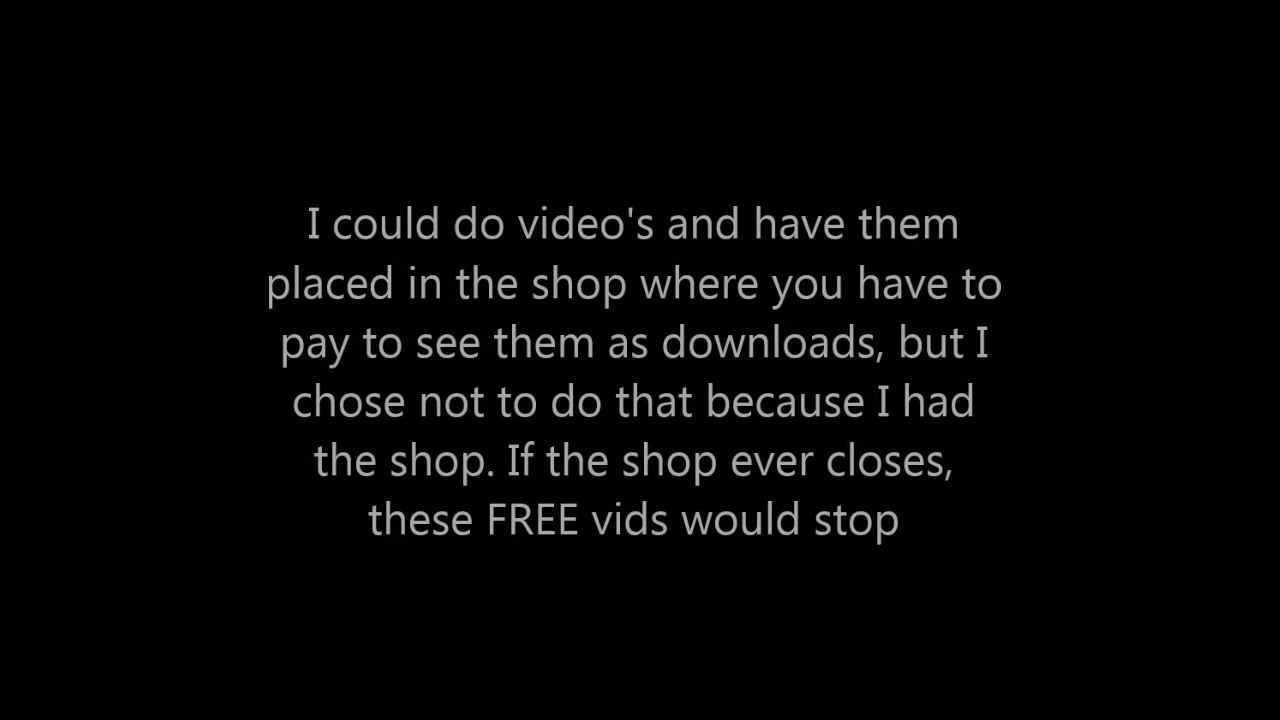 I could do video's and have them
placed in the shop where you have to
pay to see them as downloads, but I
chose not to do that because I had
the shop. If the shop ever closes,
these FREE vids would stop